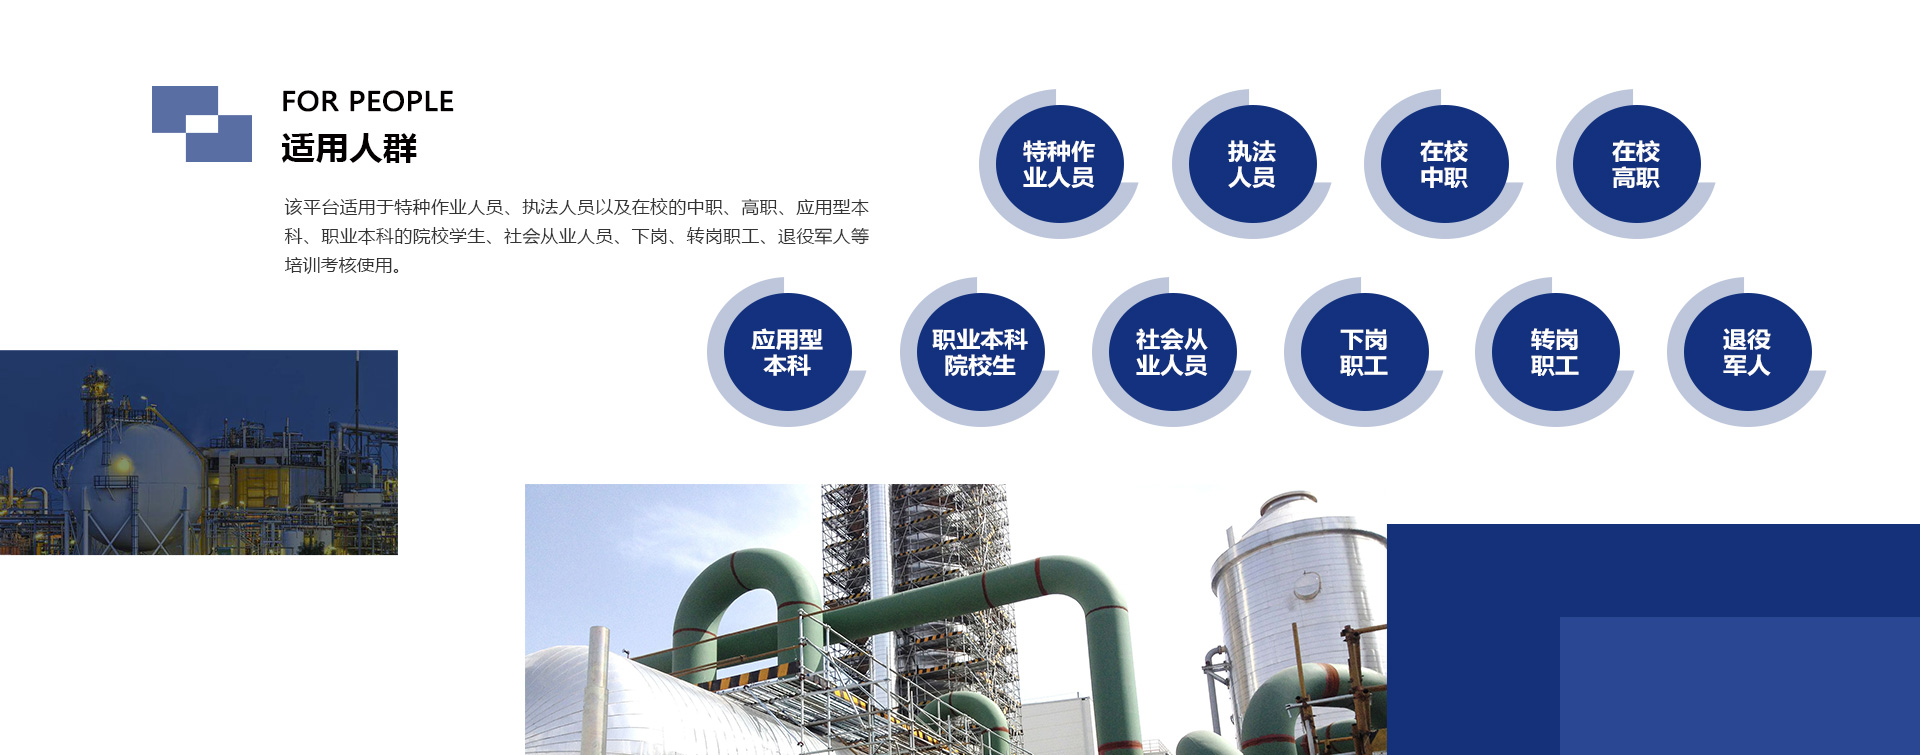 FOR PEOPLE
适用人群
该平台适用于特种作业人员、执法人员以及在校的中职、高职、应用型本
科、职业本科的院校学生、社会从业人员、下岗、转岗职工、退役军人等
培训考核使用。
特种作
业人员
执法
人员
在校
中职
在校
高职
应用型
本科
职业本科
院校生
社会从
业人员
下岗
职工
转岗
职工
退役
军人